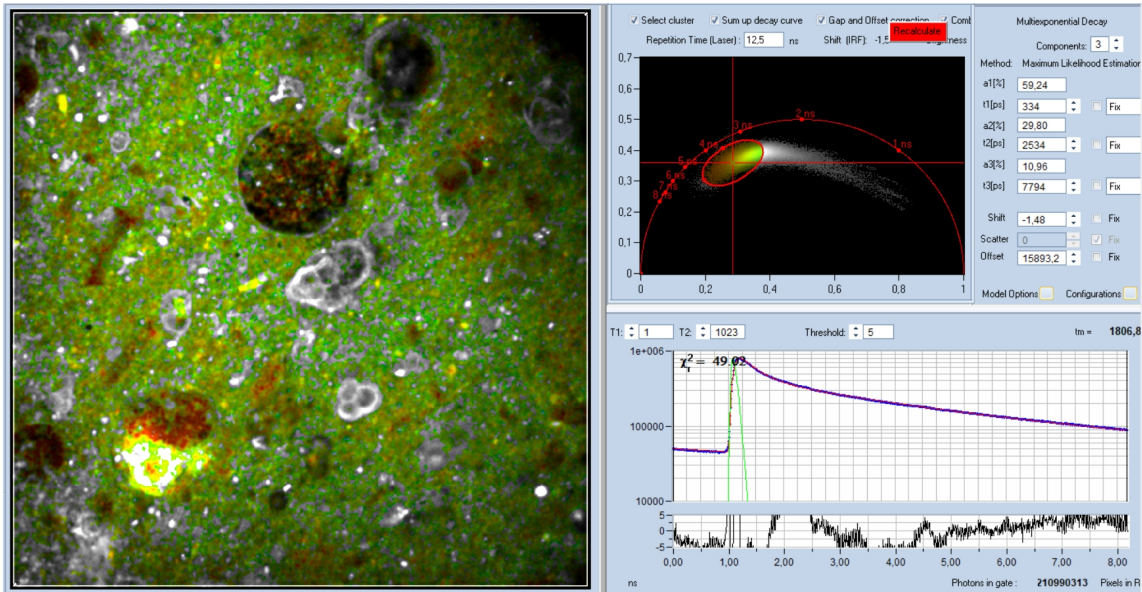 Select cluster Sum up decay curve Gap and Offset correction Comb
Repetition Time (Laser): 12,5 ns Shift (IRF): -1,5 Recalculate
0,7
0,6
0,5
0,4
0,3
0,2
0,1
0
0 0,2 0,4 0,6 0,8 1
1 ns
2 ns
3 ns
4 ns
5 ns
6 ns
7 ns
8 ns
Multiexponential Decay
Components: 3
Method: Maximum Likelihood Estimation
a1[%] 59,24
t1[ps] 334 Fix
a2[%] 29,80
t2[ps] 2534 Fix
a3[%] 10,96
t3[ps] 7794 Fix
Shift -1,48 Fix
Scatter 0 Fix
Offset 15893,2 Fix
Model Options Configurations
T1: 1 T2: 1023 Threshold: 5 tm = 1806,8
1e+006
χ²r = 49.02
100000
10000
5
0
-5
0,00 1,00 2,00 3,00 4,00 5,00 6,00 7,00 8,00
ns Photons in gate : 210990313 Pixels in R